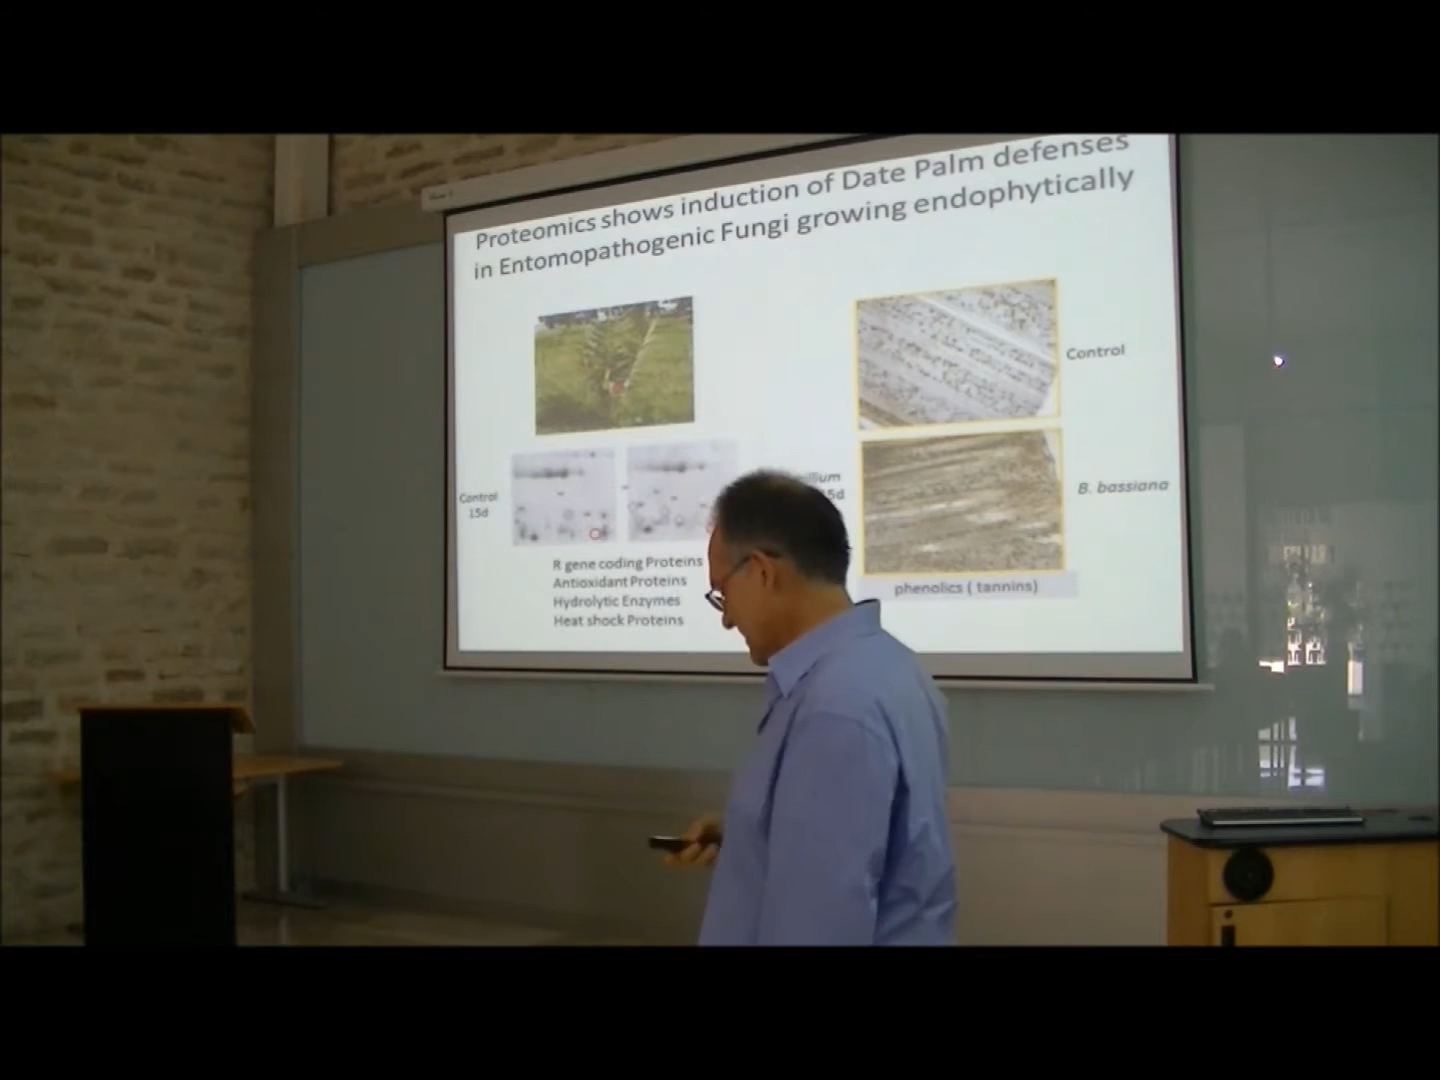 Proteomics shows induction of Date Palm defenses
in Entomopathogenic Fungi growing endophytically
Control
Control
15d
5d
B. bassiana
R gene coding Proteins
Antioxidant Proteins
Hydrolytic Enzymes
Heat shock Proteins
phenolics ( tannins)